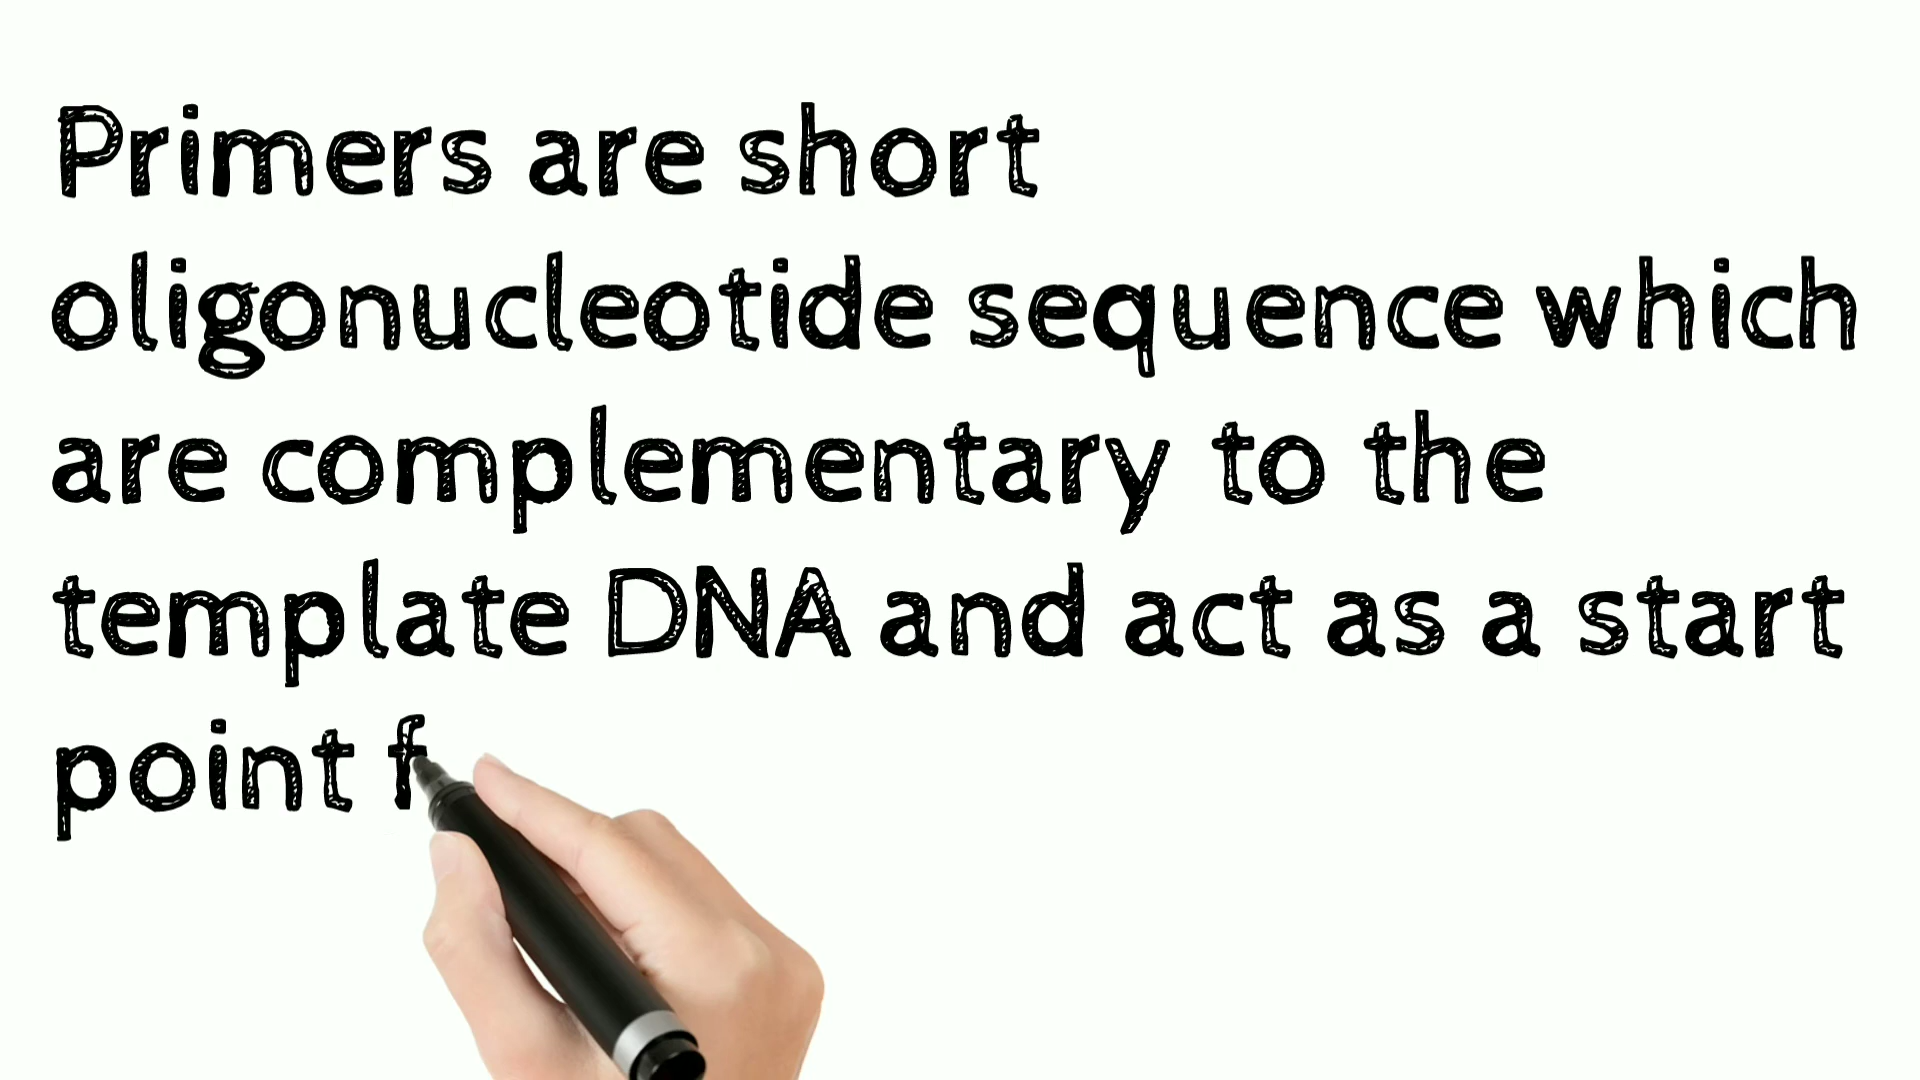 Primers are short
oligonucleotide sequence which
are complementary to the
template DNA and act as a start
point f